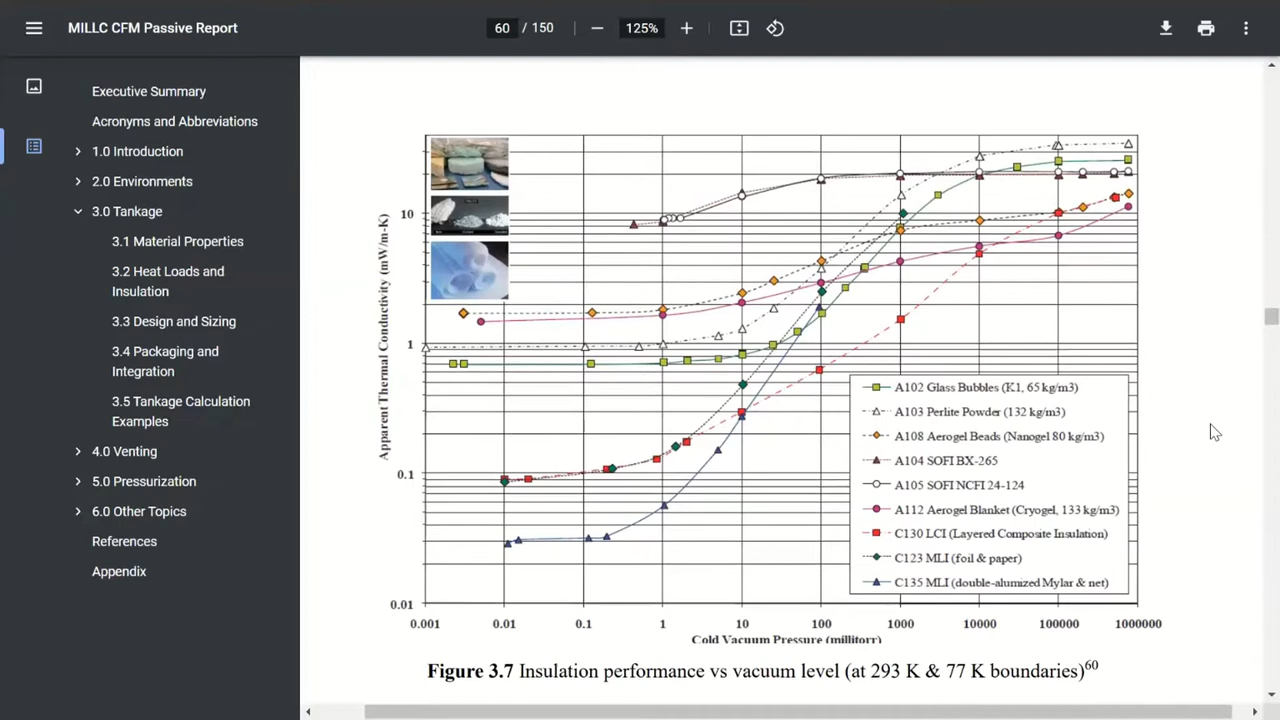 MILLC CFM Passive Report
60 / 150
125%
Executive Summary
Acronyms and Abbreviations
1.0 Introduction
2.0 Environments
3.0 Tankage
3.1 Material Properties
3.2 Heat Loads and
Insulation
3.3 Design and Sizing
3.4 Packaging and
Integration
3.5 Tankage Calculation
Examples
4.0 Venting
5.0 Pressurization
6.0 Other Topics
References
Appendix
Apparent Thermal Conductivity (mW/m-K)
10
1
0.1
0.01
A102 Glass Bubbles (K1, 65 kg/m3)
A103 Perlite Powder (132 kg/m3)
A108 Aerogel Beads (Nanogel 80 kg/m3)
A104 SOFI BX-265
A105 SOFI NCFI 24-124
A112 Aerogel Blanket (Cryogel, 133 kg/m3)
C130 LCI (Layered Composite Insulation)
C123 MLI (foil & paper)
C135 MLI (double-alumized Mylar & net)
0.001 0.01 0.1 1 10 100 1000 10000 100000 1000000
Cold Vacuum Pressure (millitorr)
Figure 3.7 Insulation performance vs vacuum level (at 293 K & 77 K boundaries)60